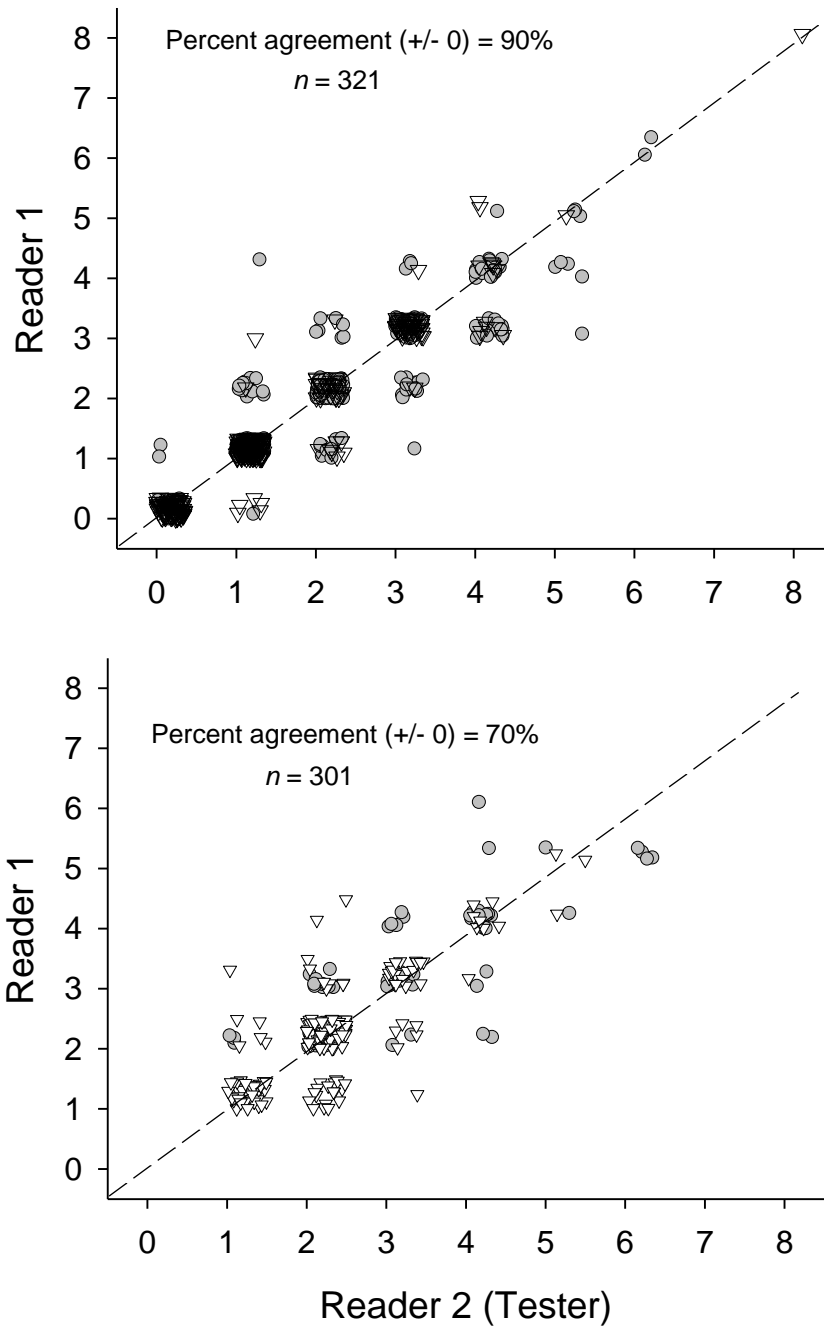 Percent agreement (+/- 0) = 90%
n = 321
8
7
6
5
4
3
2
1
0
Reader 1
0 1 2 3 4 5 6 7 8
Percent agreement (+/- 0) = 70%
n = 301
8
7
6
5
4
3
2
1
0
Reader 1
0 1 2 3 4 5 6 7 8
Reader 2 (Tester)